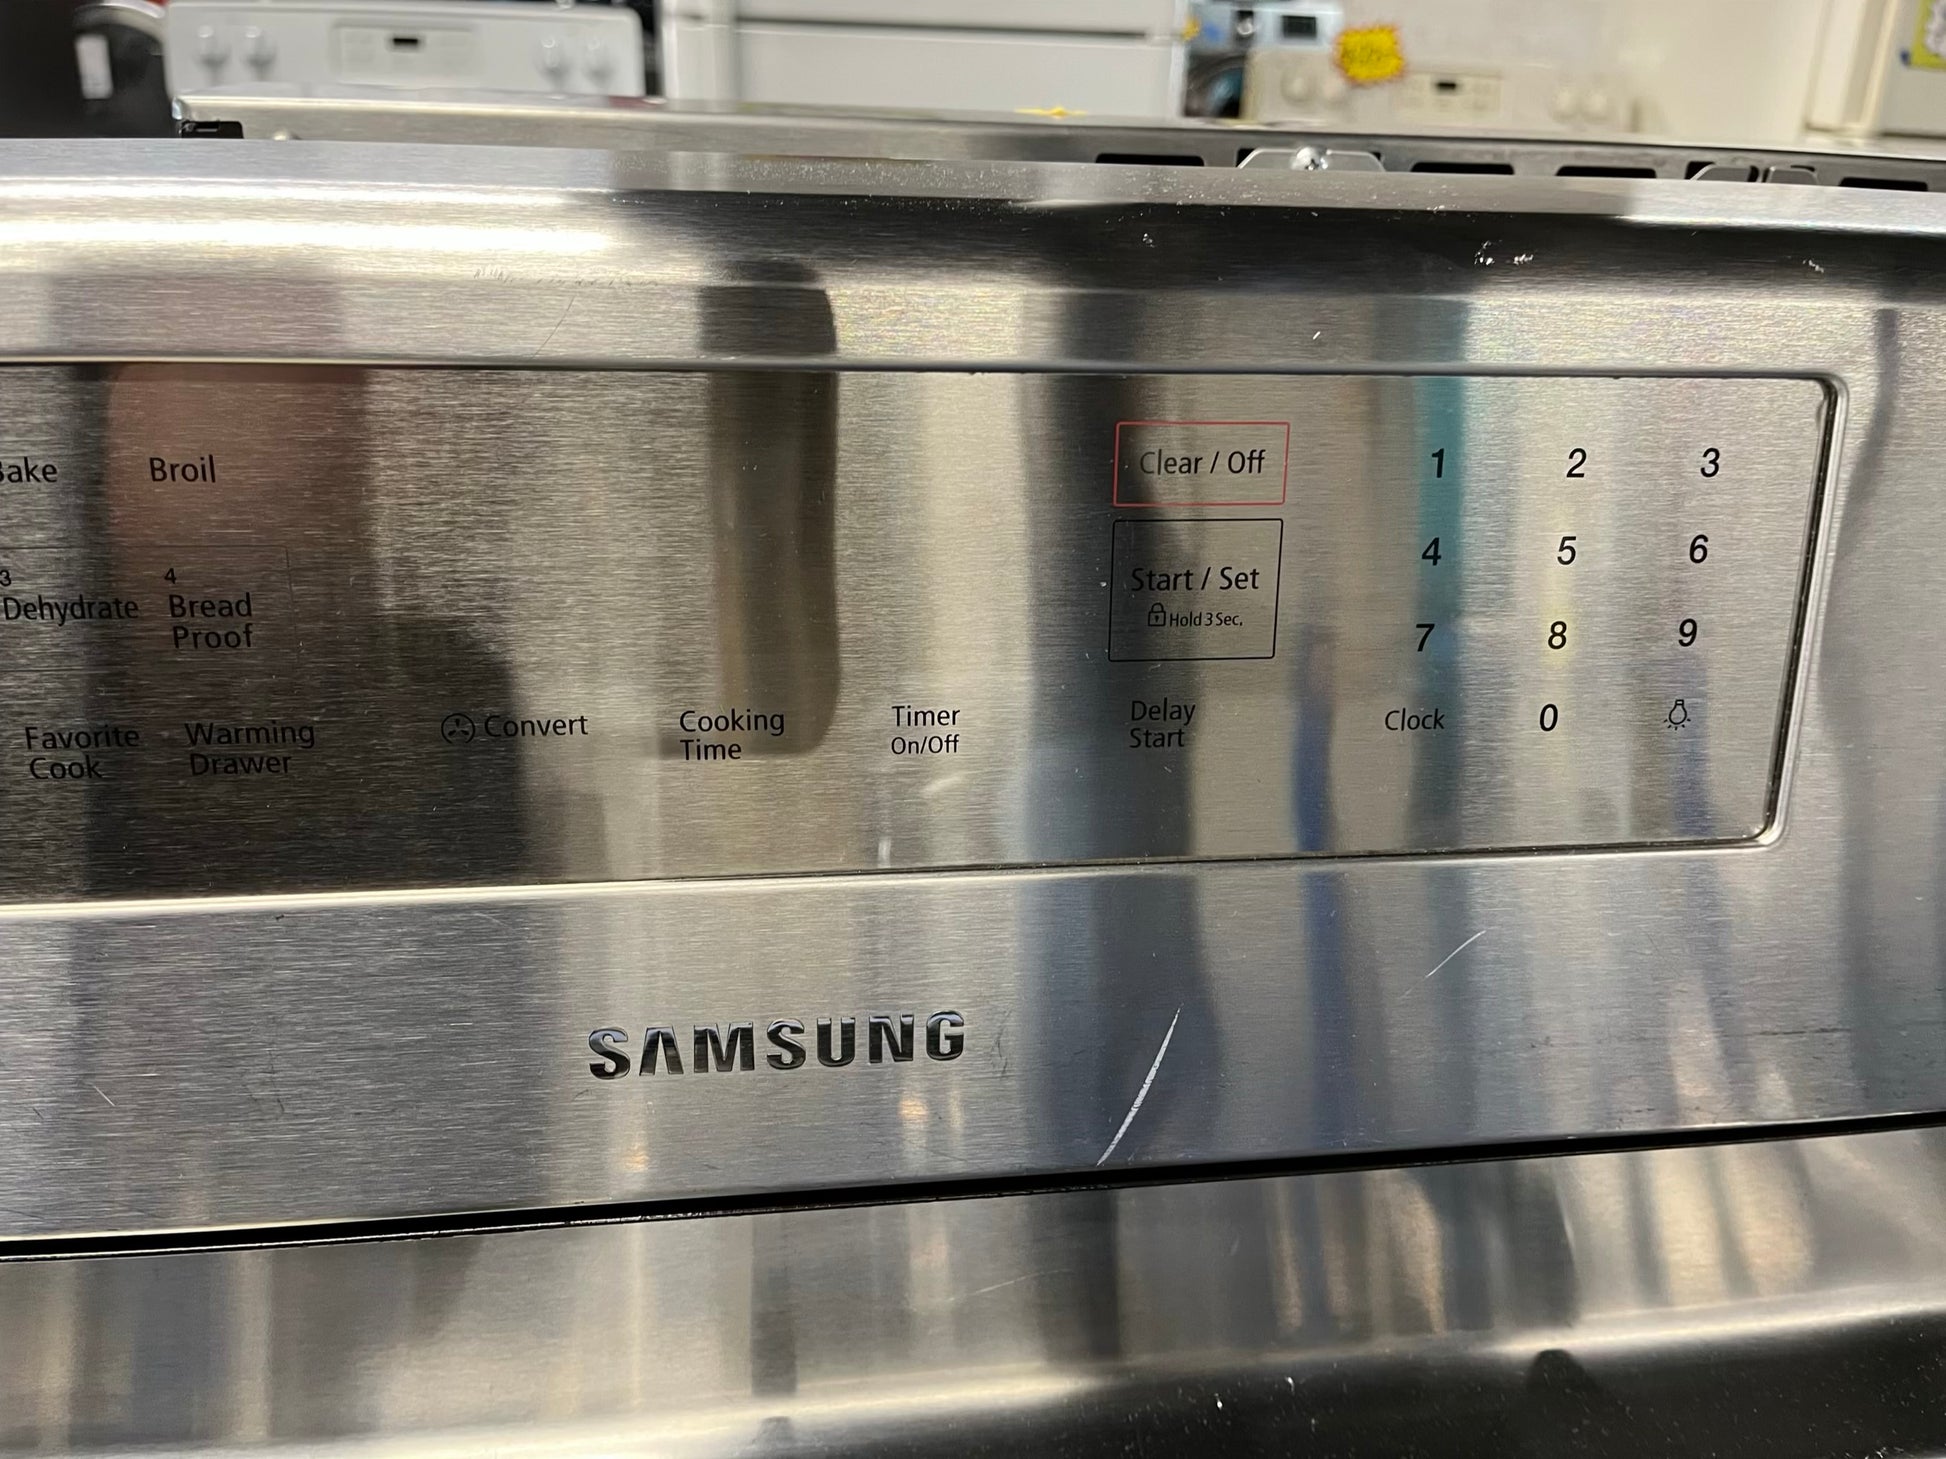 Bake
Broil
Clear / Off
1 2 3
3
Dehydrate
4
Bread
Proof
Start / Set
Hold 3 Sec.
4 5 6
7 8 9
Favorite
Cook
Warming
Drawer
Convert
Cooking
Time
Timer
On/Off
Delay
Start
Clock
0
SAMSUNG